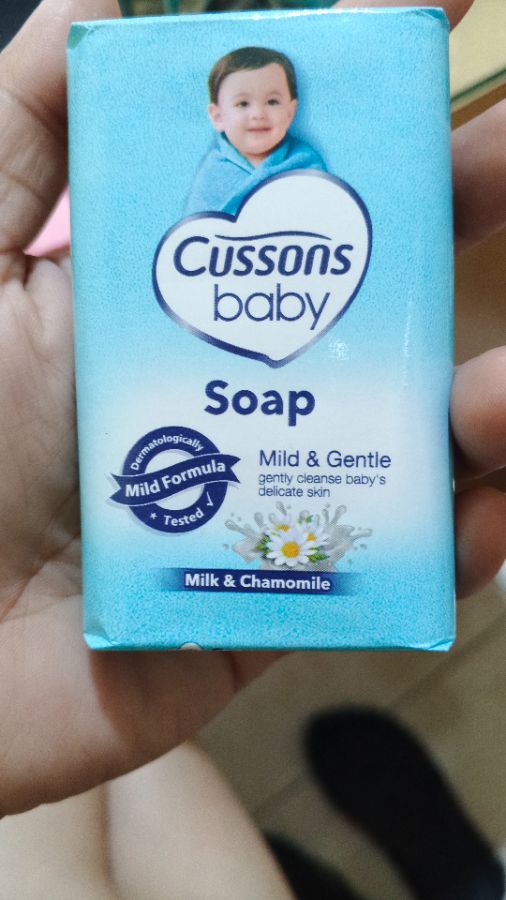 Cussons
baby
Soap
Dermatologically
Mild Formula
Tested
Mild & Gentle
gently cleanse baby's
delicate skin
Milk & Chamomile